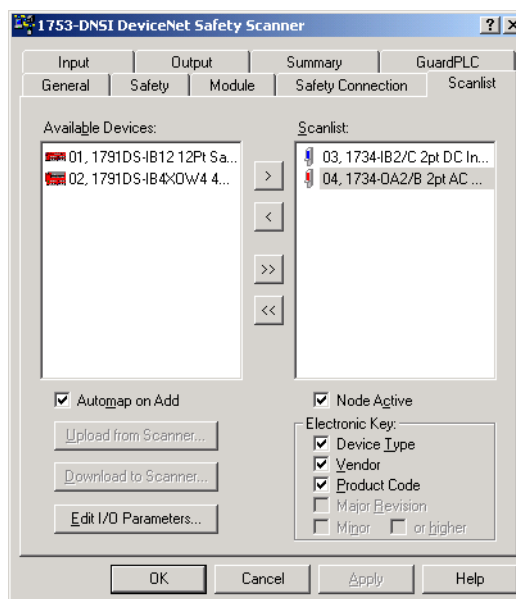 1753-DNSI DeviceNet Safety Scanner
Input Output Summary GuardPLC
General Safety Module Safety Connection Scanlist
Available Devices: Scanlist:
01, 1791DS-IB12 12Pt Sa... 03, 1734-IB2/C 2pt DC In...
02, 1791DS-IB4XOW4 4... 04, 1734-OA2/B 2pt AC ...
>
<
>>
<<
Automap on Add Node Active
Upload from Scanner... Electronic Key:
Device Type
Download to Scanner... Vendor
Product Code
Edit I/O Parameters... Major Revision
Minor or higher
OK Cancel Apply Help